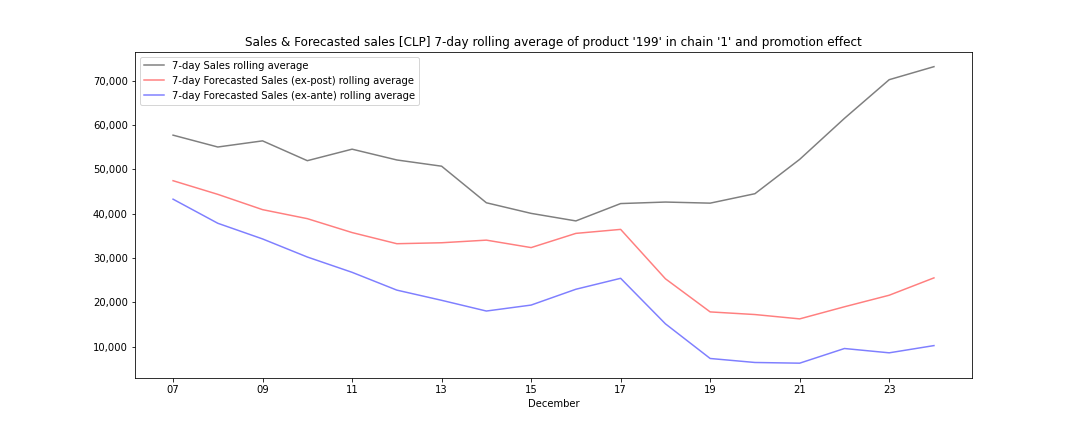 Sales & Forecasted sales [CLP] 7-day rolling average of product '199' in chain '1' and promotion effect
7-day Sales rolling average
7-day Forecasted Sales (ex-post) rolling average
7-day Forecasted Sales (ex-ante) rolling average
70,000
60,000
50,000
40,000
30,000
20,000
10,000
07 09 11 13 15 17 19 21 23
December